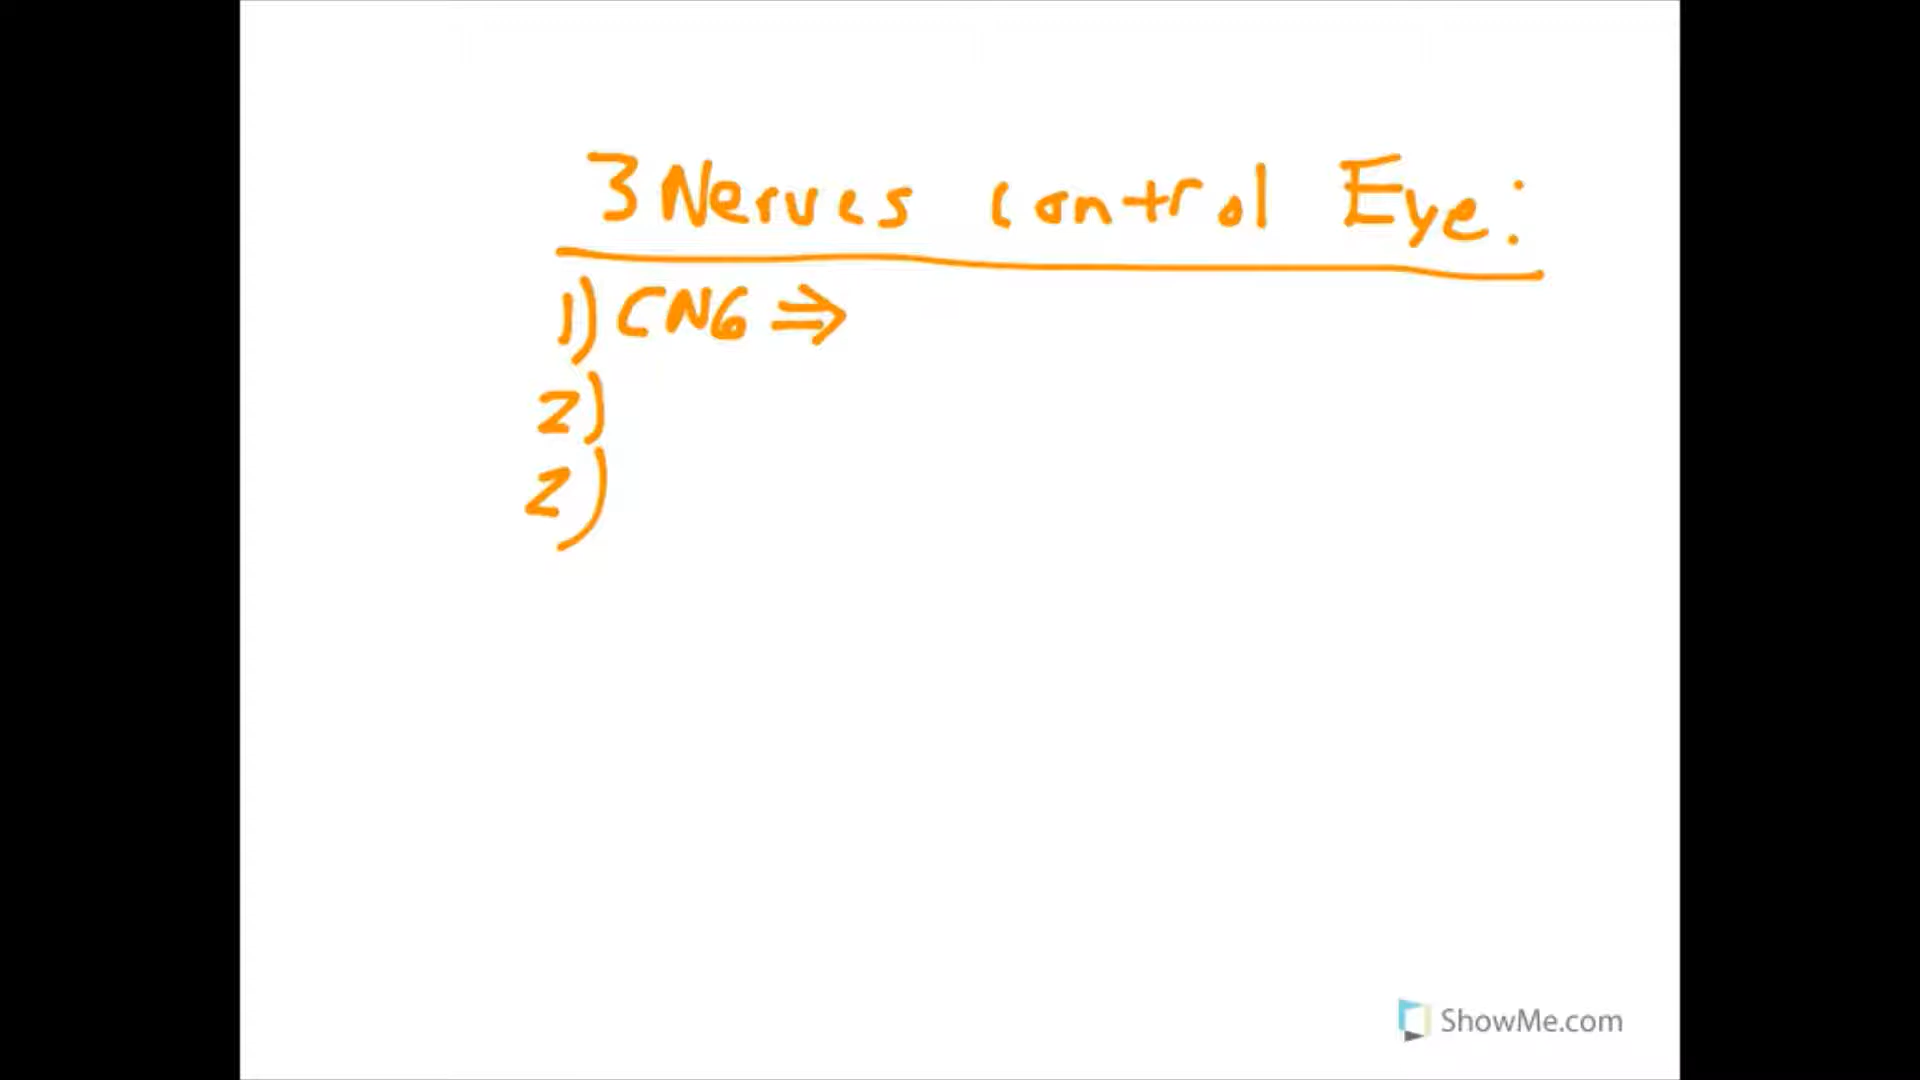 3 Nerves control Eye:
1) CN6 ⇒
2)
2)
ShowMe.com